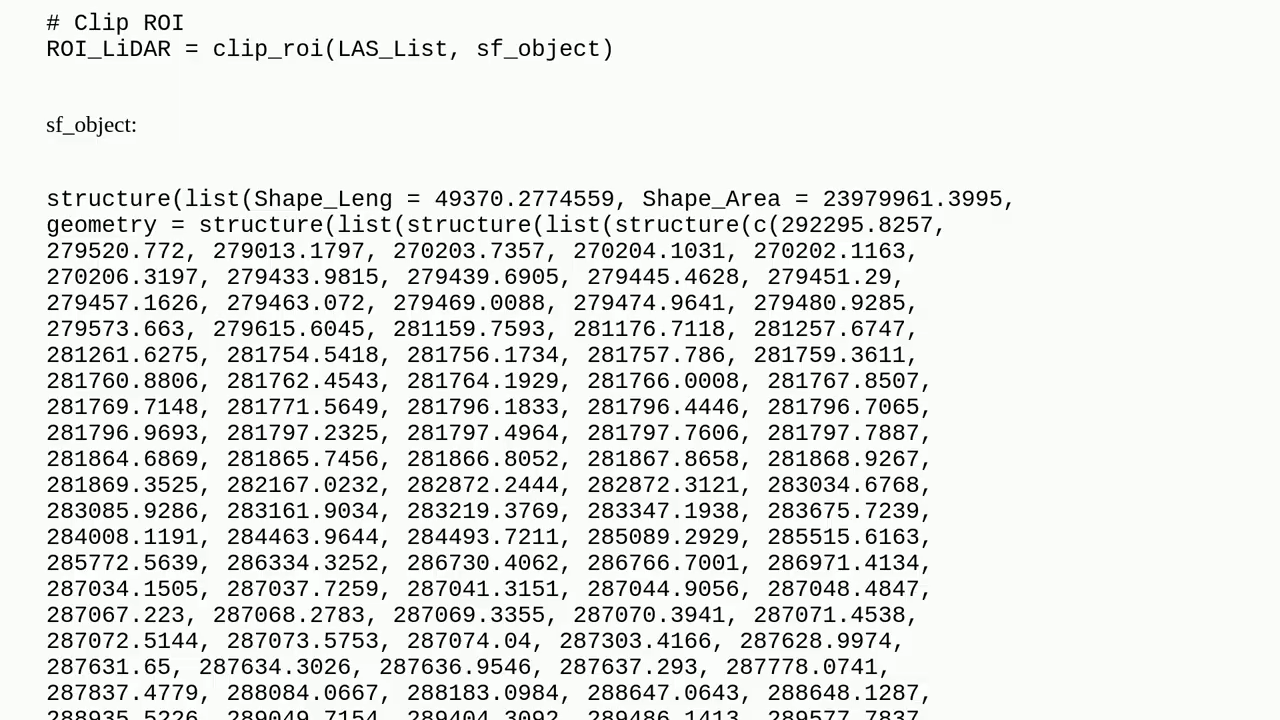 # Clip ROI
ROI_LiDAR = clip_roi(LAS_List, sf_object)
sf_object:
structure(list(Shape_Leng = 49370.2774559, Shape_Area = 23979961.3995,
geometry = structure(list(structure(list(structure(c(292295.8257,
279520.772, 279013.1797, 270203.7357, 270204.1031, 270202.1163,
270206.3197, 279433.9815, 279439.6905, 279445.4628, 279451.29,
279457.1626, 279463.072, 279469.0088, 279474.9641, 279480.9285,
279573.663, 279615.6045, 281159.7593, 281176.7118, 281257.6747,
281261.6275, 281754.5418, 281756.1734, 281757.786, 281759.3611,
281760.8806, 281762.4543, 281764.1929, 281766.0008, 281767.8507,
281769.7148, 281771.5649, 281796.1833, 281796.4446, 281796.7065,
281796.9693, 281797.2325, 281797.4964, 281797.7606, 281797.7887,
281864.6869, 281865.7456, 281866.8052, 281867.8658, 281868.9267,
281869.3525, 282167.0232, 282872.2444, 282872.3121, 283034.6768,
283085.9286, 283161.9034, 283219.3769, 283347.1938, 283675.7239,
284008.1191, 284463.9644, 284493.7211, 285089.2929, 285515.6163,
285772.5639, 286334.3252, 286730.4062, 286766.7001, 286971.4134,
287034.1505, 287037.7259, 287041.3151, 287044.9056, 287048.4847,
287067.223, 287068.2783, 287069.3355, 287070.3941, 287071.4538,
287072.5144, 287073.5753, 287074.04, 287303.4166, 287628.9974,
287631.65, 287634.3026, 287636.9546, 287637.293, 287778.0741,
287837.4779, 288084.0667, 288183.0984, 288647.0643, 288648.1287,
288935.5226, 289049.7154, 289404.3092, 289486.1413, 289577.7837,